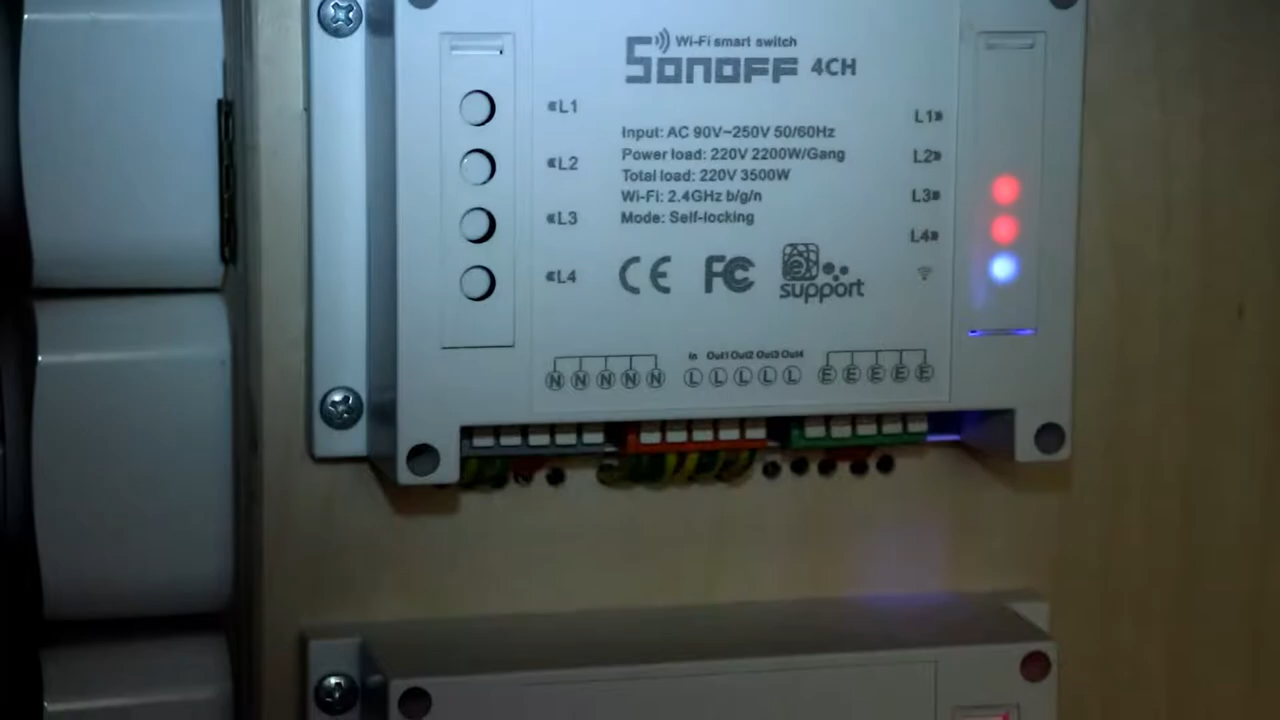 Wi-Fi smart switch
SONOFF 4CH
«L1
«L2
«L3
«L4
Input: AC 90V~250V 50/60Hz
Power load: 220V 2200W/Gang
Total load: 220V 3500W
Wi-Fi: 2.4GHz b/g/n
Mode: Self-locking
L1»
L2»
L3»
L4»
CE FC e support
In Out1 Out2 Out3 Out4
N N N N N L L L L L E E E E E